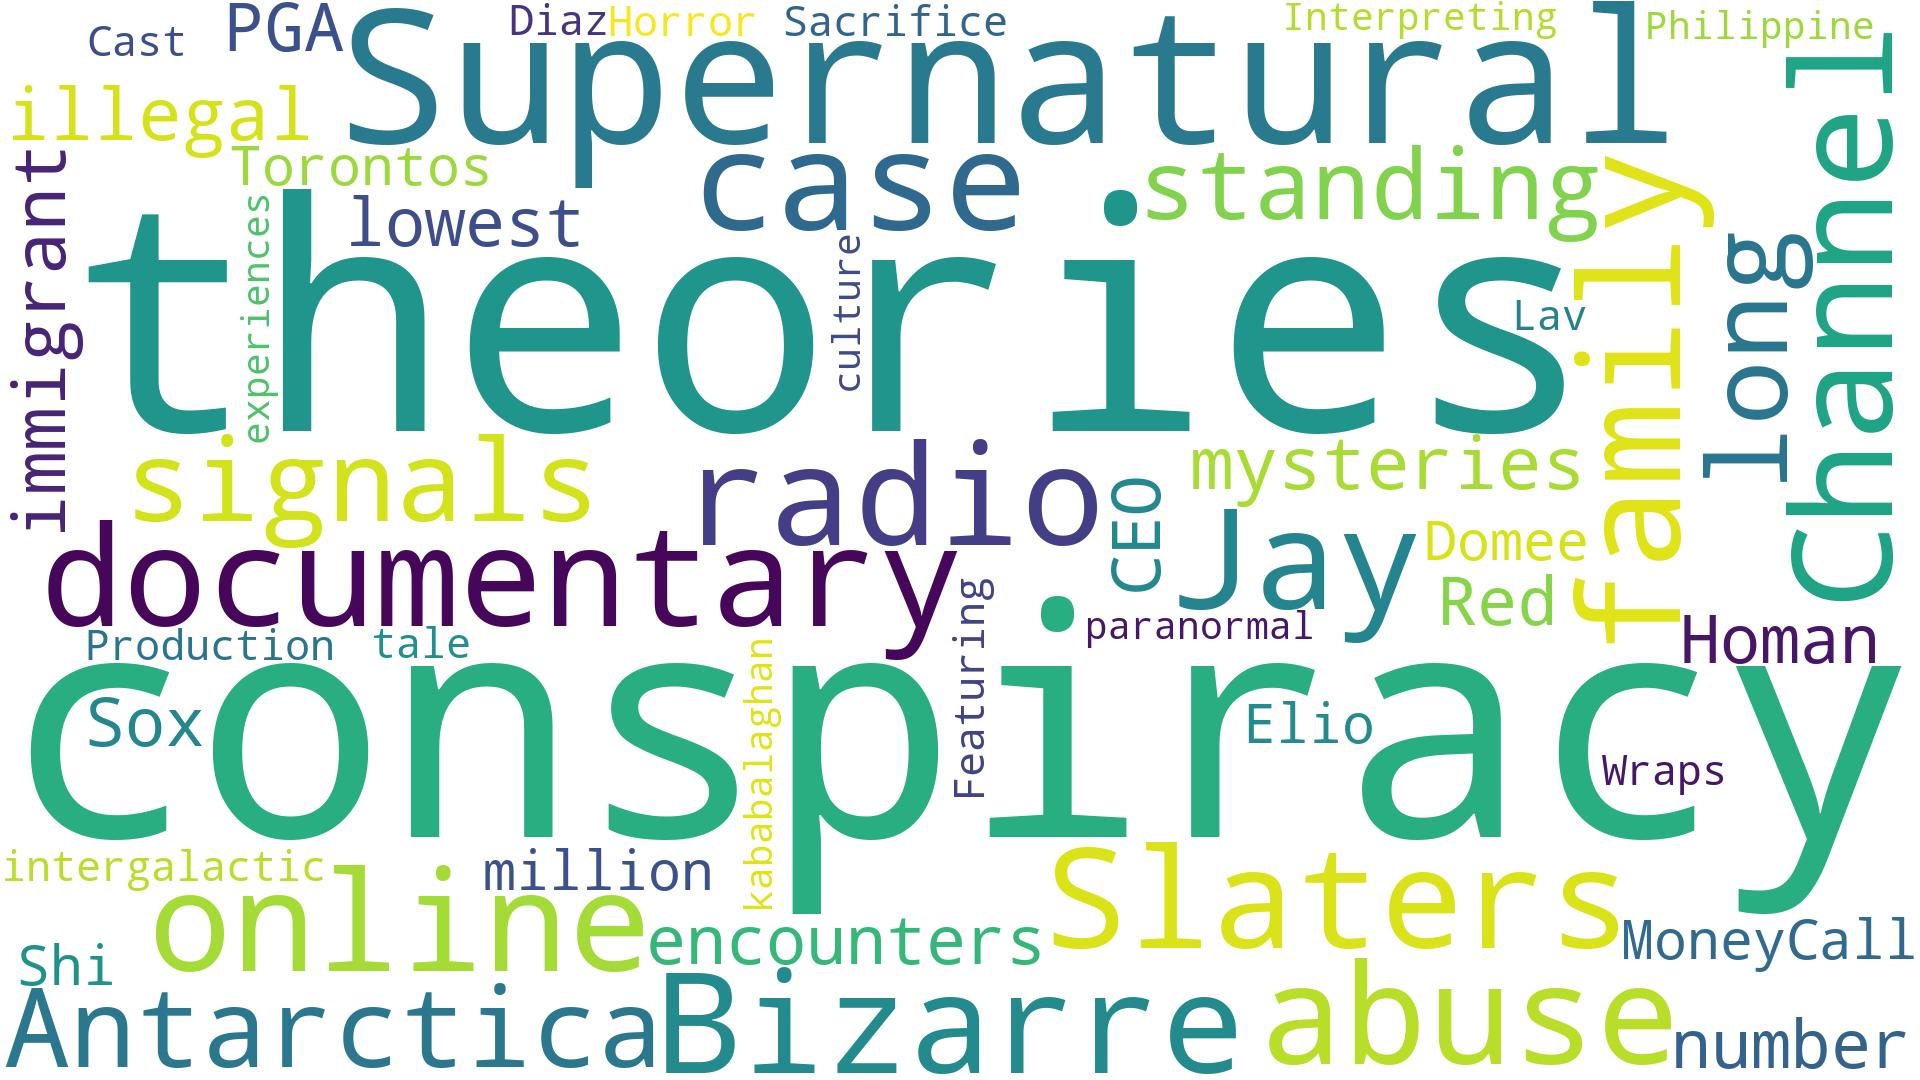 Cast
PGA
Supernatural
Diaz
Horror
Sacrifice
Interpreting
Philippine
illegal
Torontos
case
standing
family
channel
immigrant
experiences
lowest
theories
culture
Lav
long
signals
radio
CEO
mysteries
documentary
Jay
Domee
Red
Featuring
paranormal
Homan
Production
tale
conspiracy
Sox
kababalaghan
Elio
Wraps
intergalactic
online
million
Slaters
encounters
MoneyCall
Shi
Antarctica
Bizarre
abuse
number